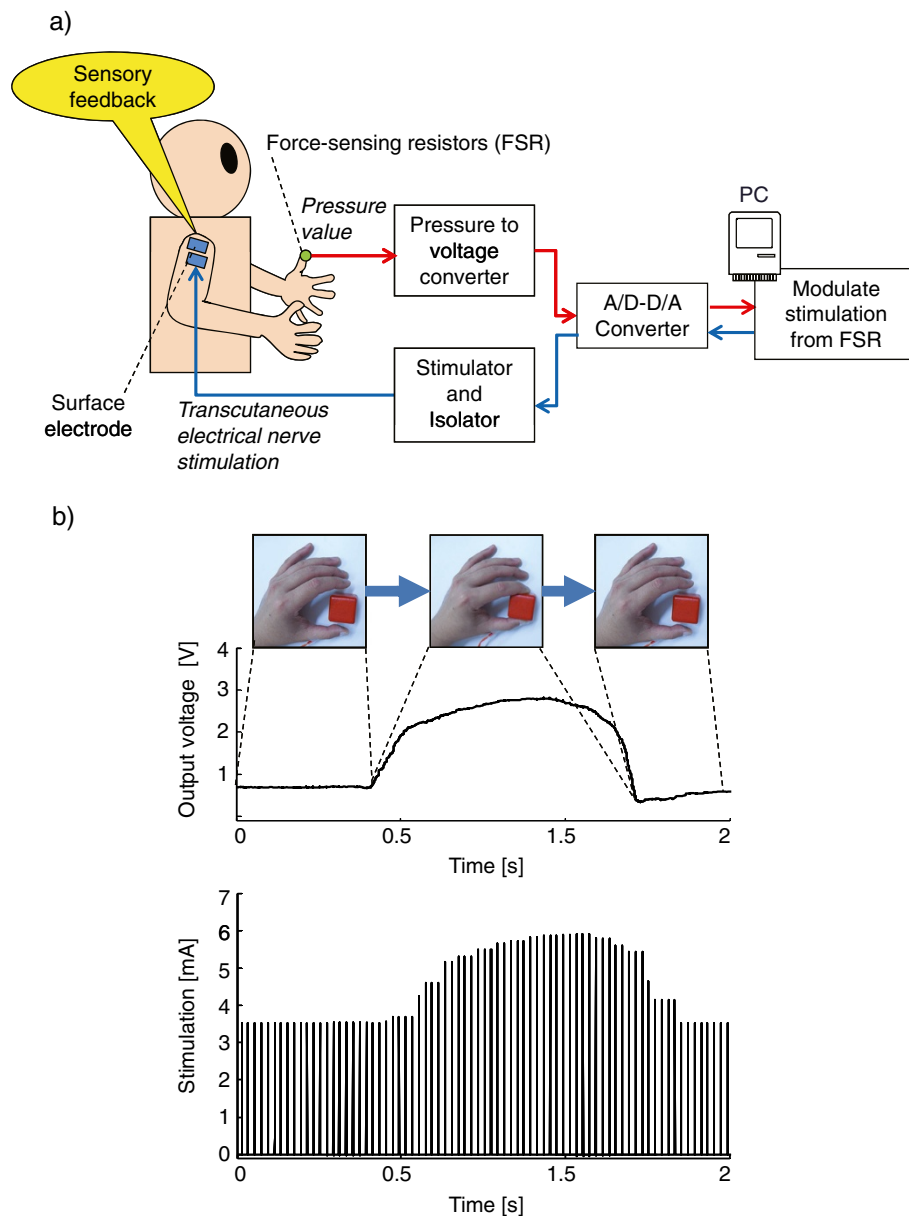 a)
Sensory
feedback
Force-sensing resistors (FSR)
Pressure
value
Pressure to
voltage
converter
PC
A/D-D/A
Converter
Modulate
stimulation
from FSR
Stimulator
and
Isolator
Surface
electrode
Transcutaneous
electrical nerve
stimulation
b)
Output voltage [V]
4
3
2
1
0
0.5
1.5
2
Time [s]
Stimulation [mA]
7
6
5
4
3
2
1
0
0
0.5
1.5
2
Time [s]